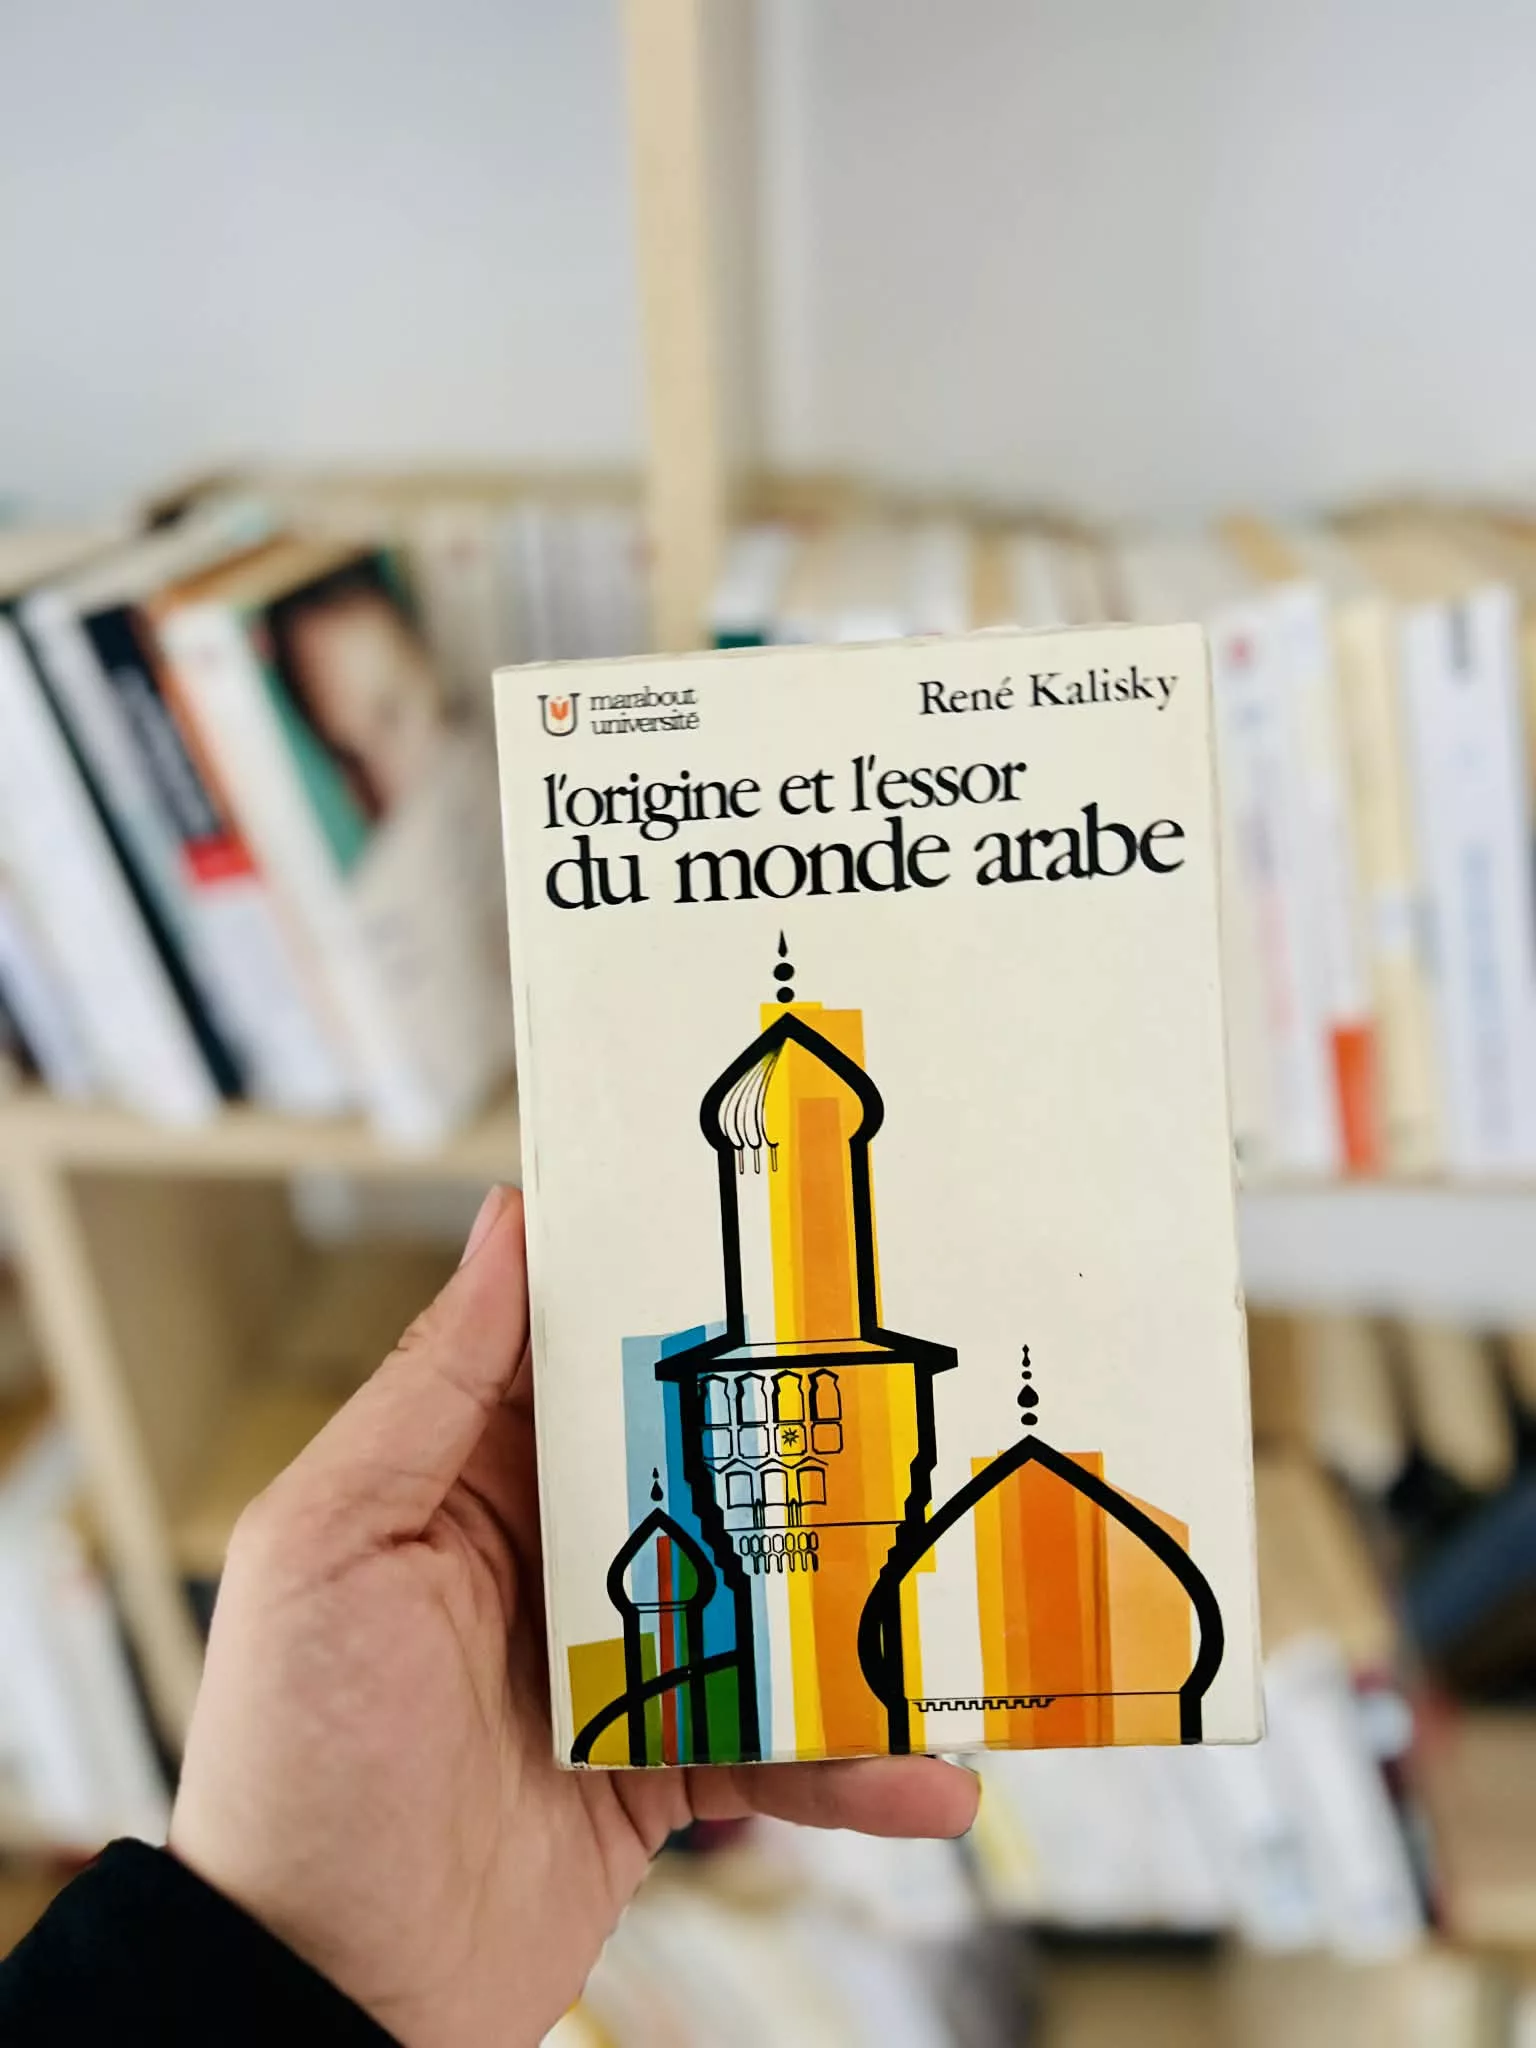 marabout
université
René Kalisky
l'origine et l'essor
du monde arabe